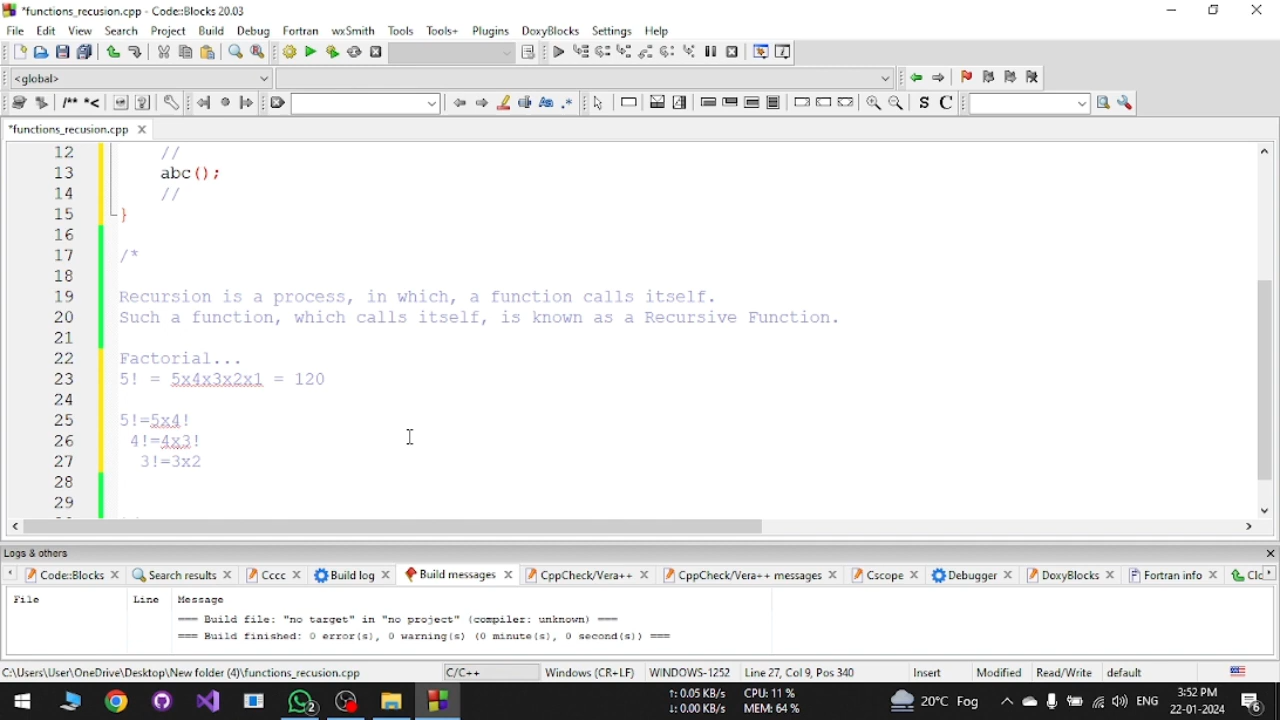 *functions_recusion.cpp - Code::Blocks 20.03
File Edit View Search Project Build Debug Fortran wxSmith Tools Tools+ Plugins DoxyBlocks Settings Help
<global>
/** *<
S C
*functions_recusion.cpp
12 //
13 abc();
14 //
15 }
16
17 /*
18
19 Recursion is a process, in which, a function calls itself.
20 Such a function, which calls itself, is known as a Recursive Function.
21
22 Factorial...
23 5! = 5x4x3x2x1 = 120
24
25 5!=5x4!
26 4!=4x3!
27 3!=3x2
28
29
Logs & others
Code::Blocks Search results Cccc Build log Build messages CppCheck/Vera++ CppCheck/Vera++ messages Cscope Debugger DoxyBlocks Fortran info Clo
File Line Message
=== Build file: "no target" in "no project" (compiler: unknown) ===
=== Build finished: 0 error(s), 0 warning(s) (0 minute(s), 0 second(s)) ===
C:\Users\User\OneDrive\Desktop\New folder (4)\functions_recusion.cpp C/C++ Windows (CR+LF) WINDOWS-1252 Line 27, Col 9, Pos 340 Insert Modified Read/Write default
2 ↑: 0.05 KB/s CPU: 11 % 20°C Fog ENG 3:52 PM
↓: 0.00 KB/s MEM: 64 % 22-01-2024 6